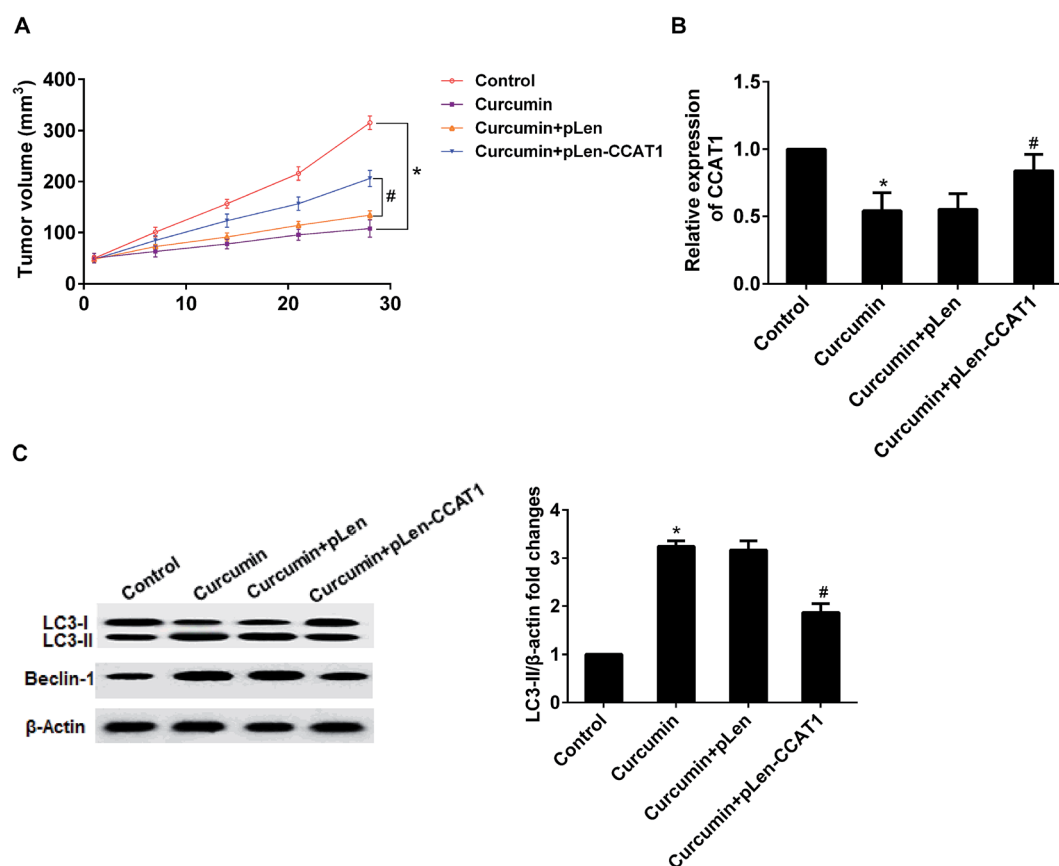 A
Tumor volume (mm³)
400
300
200
100
0
0
10
20
30
Control
Curcumin
Curcumin+pLen
Curcumin+pLen-CCAT1
*
#
B
Relative expression
of CCAT1
1.5
1.0
0.5
0.0
*
#
Control
Curcumin
Curcumin+pLen
Curcumin+pLen-CCAT1
C
Control
Curcumin
Curcumin+pLen
Curcumin+pLen-CCAT1
LC3-I
LC3-II
Beclin-1
β-Actin
LC3-II/β-actin fold changes
4
3
2
1
0
*
#
Control
Curcumin
Curcumin+pLen
Curcumin+pLen-CCAT1